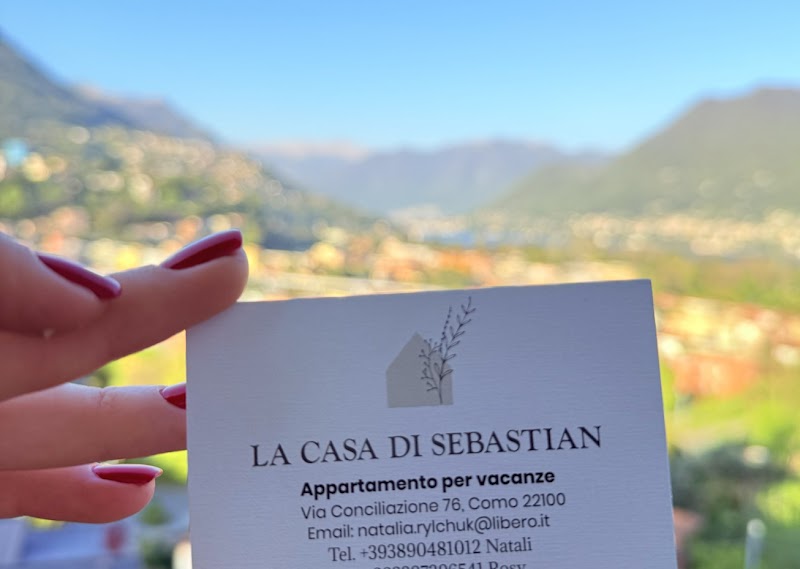 LA CASA DI SEBASTIAN
Appartamento per vacanze
Via Conciliazione 76, Como 22100
Email: natalia.rylchuk@libero.it
Tel. +393890481012 Natali
Rosy